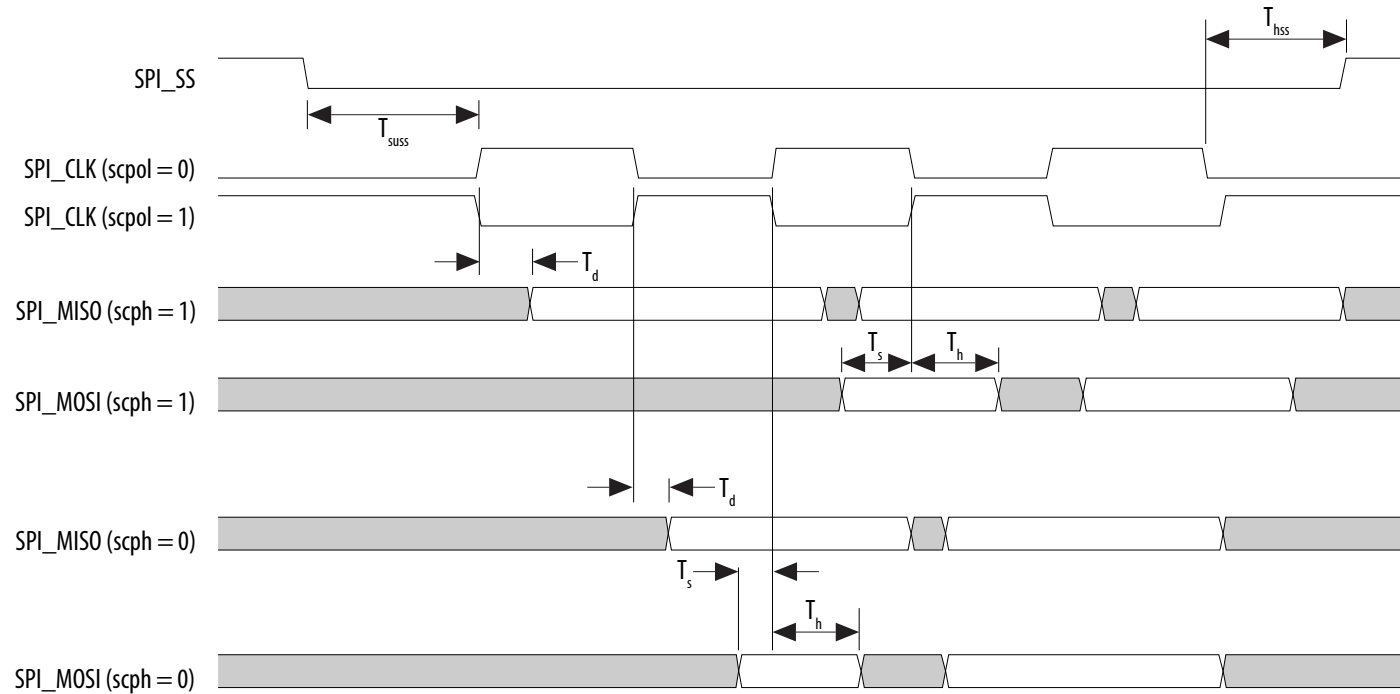 T_hss
SPI_SS
T_suss
SPI_CLK (scpol = 0)
SPI_CLK (scpol = 1)
T_d
SPI_MISO (scph = 1)
T_s T_h
SPI_MOSI (scph = 1)
T_d
SPI_MISO (scph = 0)
T_s
T_h
SPI_MOSI (scph = 0)